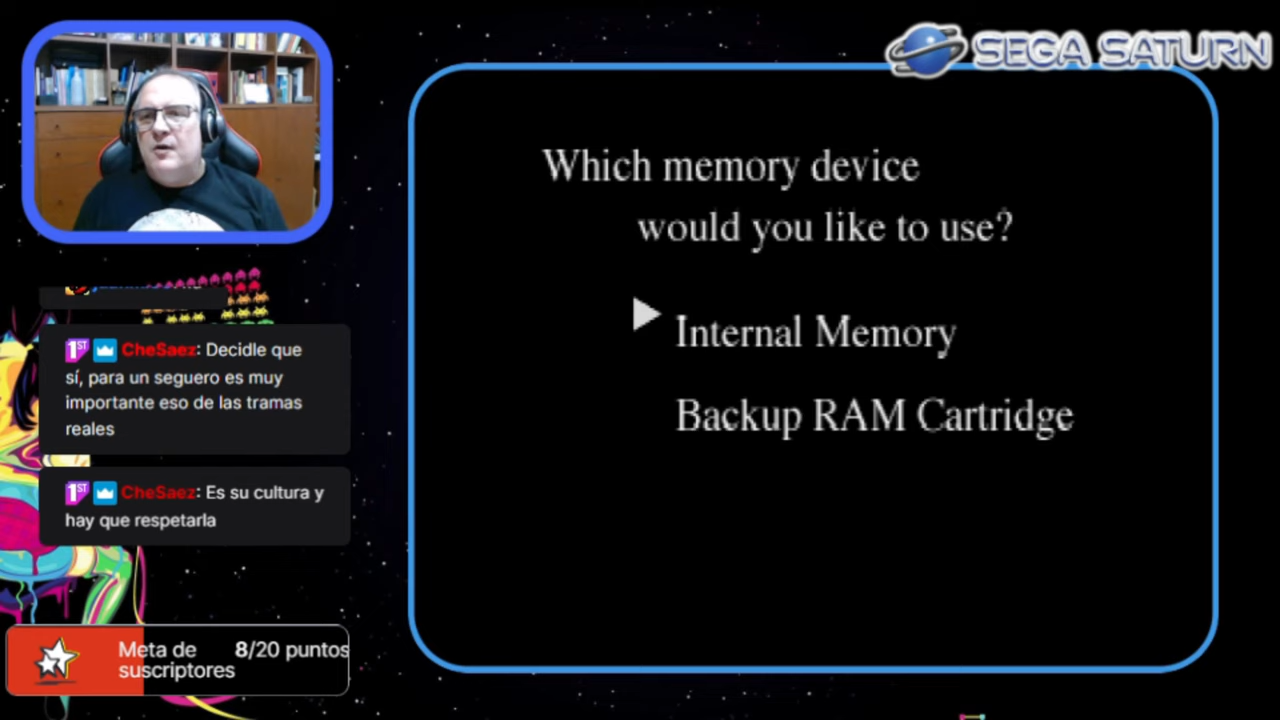 SEGA SATURN
Which memory device
would you like to use?
Internal Memory
Backup RAM Cartridge
1ST CheSaez: Decidle que
sí, para un seguero es muy
importante eso de las tramas
reales
1ST CheSaez: Es su cultura y
hay que respetarla
Meta de
suscriptores
8/20 puntos